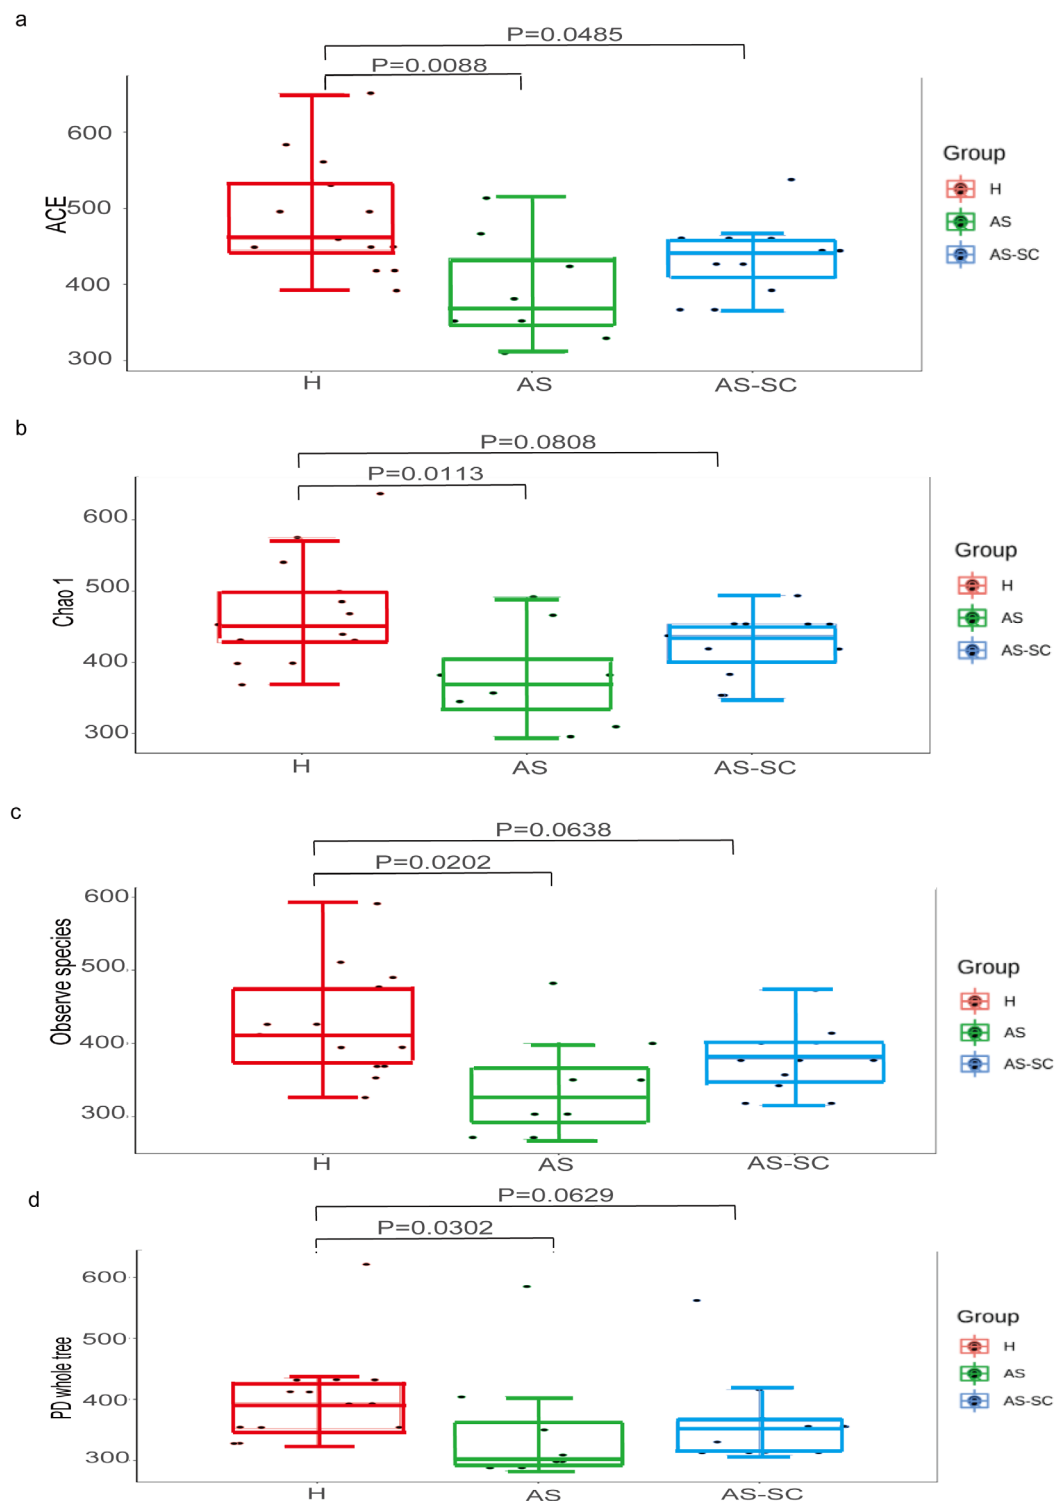 a
P=0.0485
P=0.0088
600
500
400
300
ACE
H
AS
AS-SC
Group
H
AS
AS-SC
b
P=0.0808
P=0.0113
600
500
400
300
Chao 1
H
AS
AS-SC
Group
H
AS
AS-SC
c
P=0.0638
P=0.0202
600
500
400
300
Observe species
H
AS
AS-SC
Group
H
AS
AS-SC
d
P=0.0629
P=0.0302
600
500
400
300
PD whole tree
H
AS
AS-SC
Group
H
AS
AS-SC